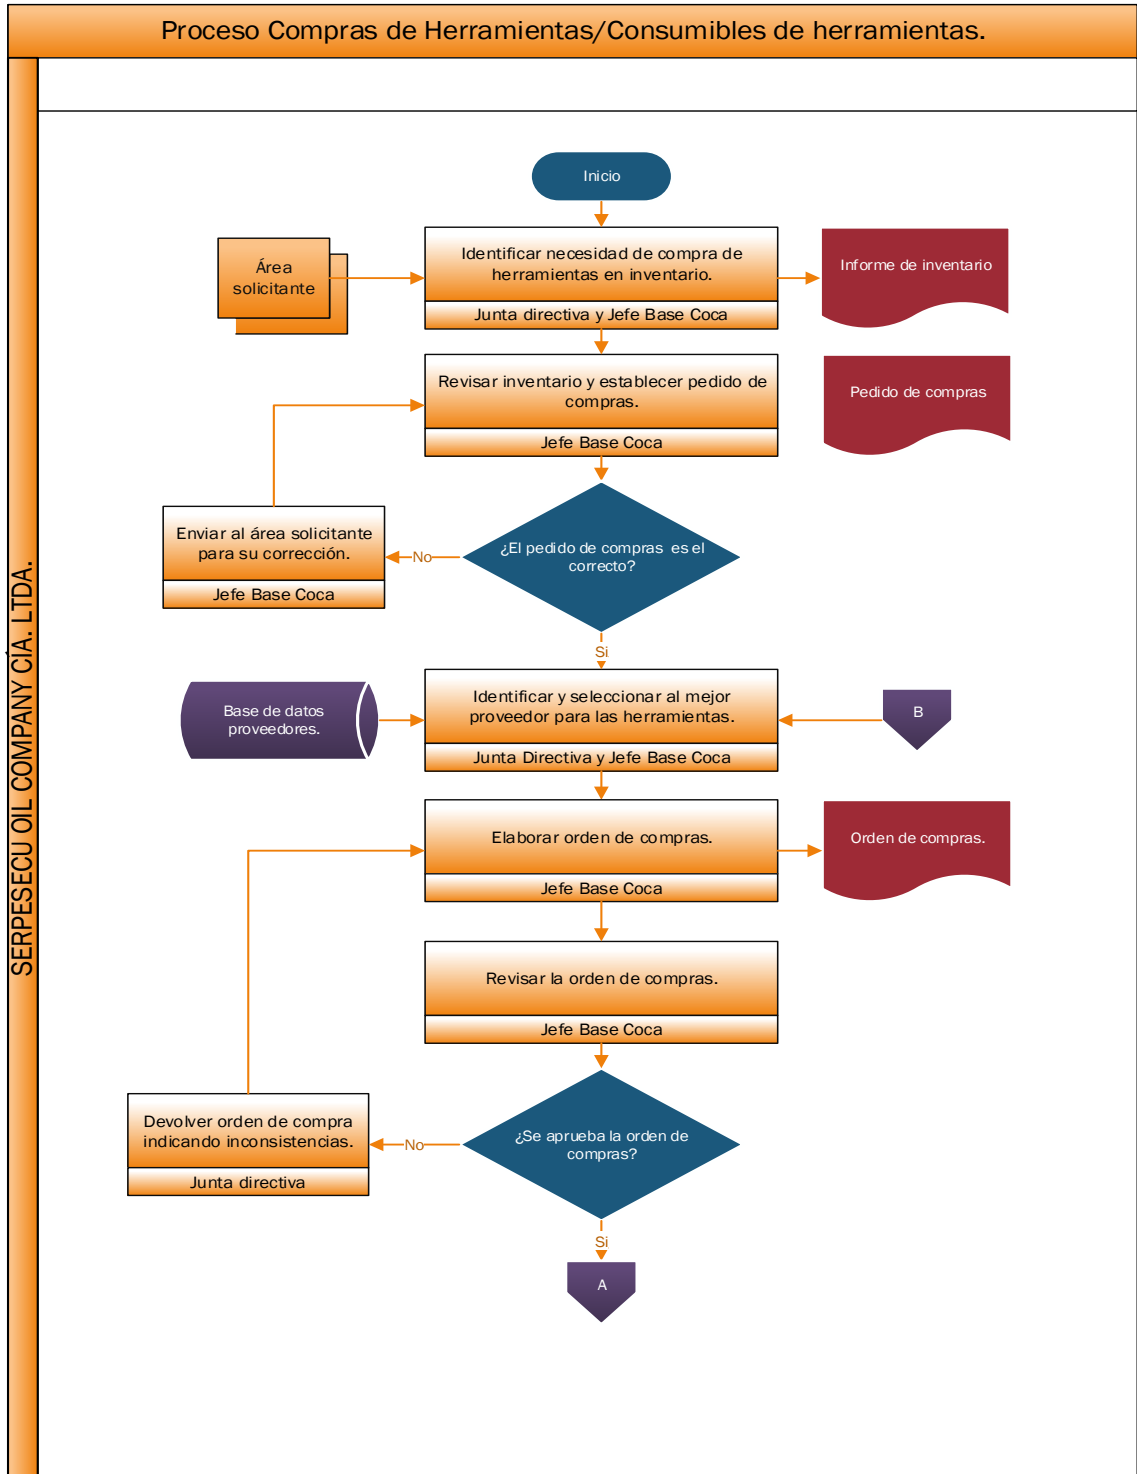 Proceso Compras de Herramientas/Consumibles de herramientas.
SERPESECU OIL COMPANY CÍA. LTDA.
Inicio
Área
solicitante
Identificar necesidad de compra de
herramientas en inventario.
Junta directiva y Jefe Base Coca
Informe de inventario
Revisar inventario y establecer pedido de
compras.
Jefe Base Coca
Pedido de compras
¿El pedido de compras es el
correcto?
No
Enviar al área solicitante
para su corrección.
Jefe Base Coca
Si
Base de datos
proveedores.
Identificar y seleccionar al mejor
proveedor para las herramientas.
Junta Directiva y Jefe Base Coca
B
Elaborar orden de compras.
Jefe Base Coca
Orden de compras.
Revisar la orden de compras.
Jefe Base Coca
¿Se aprueba la orden de
compras?
No
Devolver orden de compra
indicando inconsistencias.
Junta directiva
Si
A